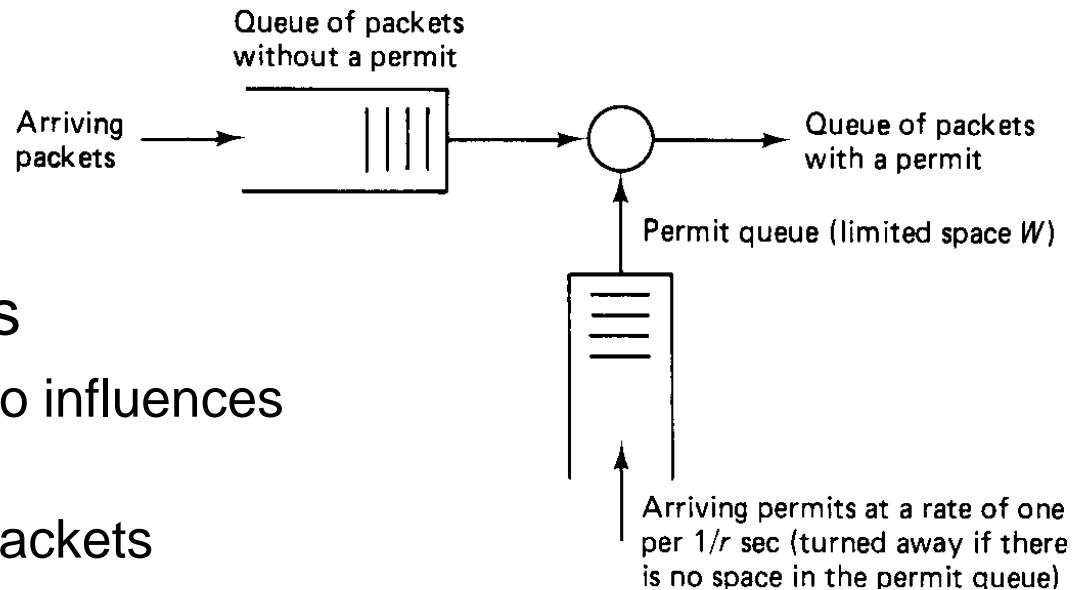 Queue of packets
without a permit
Arriving
packets
Queue of packets
with a permit
Permit queue (limited space W)
s
o influences
ackets
Arriving permits at a rate of one
per 1/r sec (turned away if there
is no space in the permit queue)